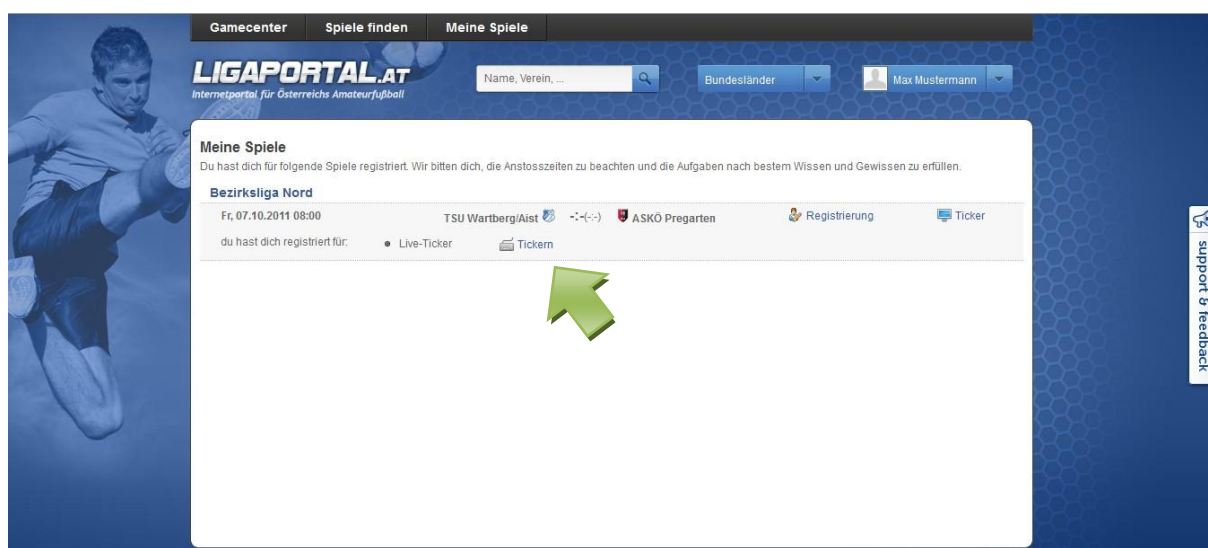 Gamecenter Spiele finden Meine Spiele
LIGAPORTAL.AT
Internetportal für Österreichs Amateurfußball
Name, Verein, ...
Bundesländer
Max Mustermann
Meine Spiele
Du hast dich für folgende Spiele registriert. Wir bitten dich, die Anstosszeiten zu beachten und die Aufgaben nach bestem Wissen und Gewissen zu erfüllen.
Bezirksliga Nord
Fr, 07.10.2011 08:00 TSU Wartberg/Aist -:-(-:-) ASKÖ Pregarten Registrierung Ticker
du hast dich registriert für: • Live-Ticker Tickern
support & feedback